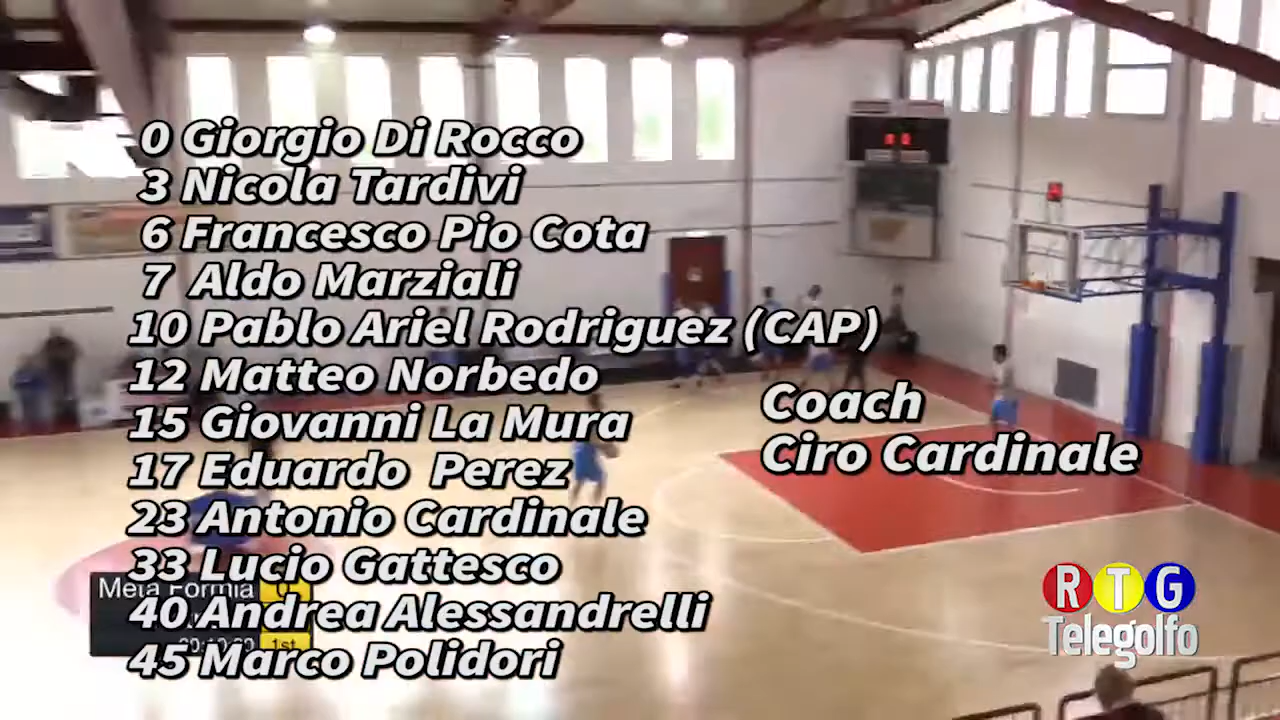 0 Giorgio Di Rocco
3 Nicola Tardivi
6 Francesco Pio Cota
7 Aldo Marziali
10 Pablo Ariel Rodriguez (CAP)
12 Matteo Norbedo
15 Giovanni La Mura
17 Eduardo Perez
23 Antonio Cardinale
33 Lucio Gattesco
40 Andrea Alessandrelli
45 Marco Polidori
Coach
Ciro Cardinale
Meta Formia
1st
RTG
Telegolfo